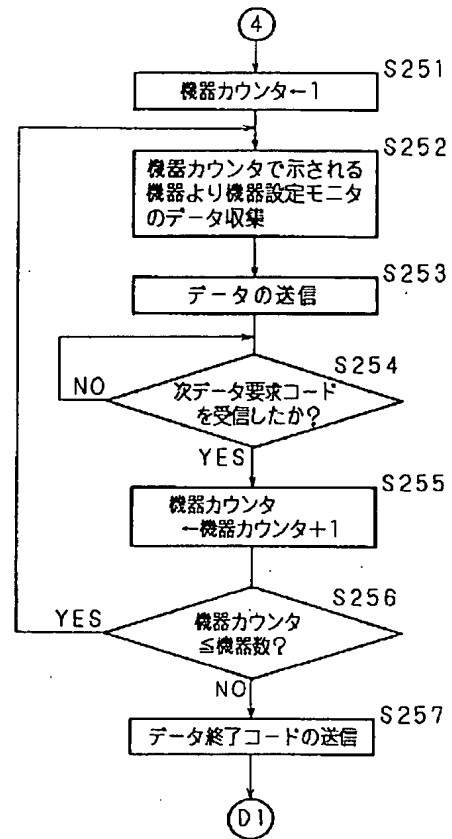 4
S251
機器カウンタ←1
S252
機器カウンタで示される
機器より機器設定モニタ
のデータ収集
S253
データの送信
S254
次データ要求コード
を受信したか?
NO
YES
S255
機器カウンタ
←機器カウンタ+1
S256
機器カウンタ
≦機器数?
YES
NO
S257
データ終了コードの送信
D1